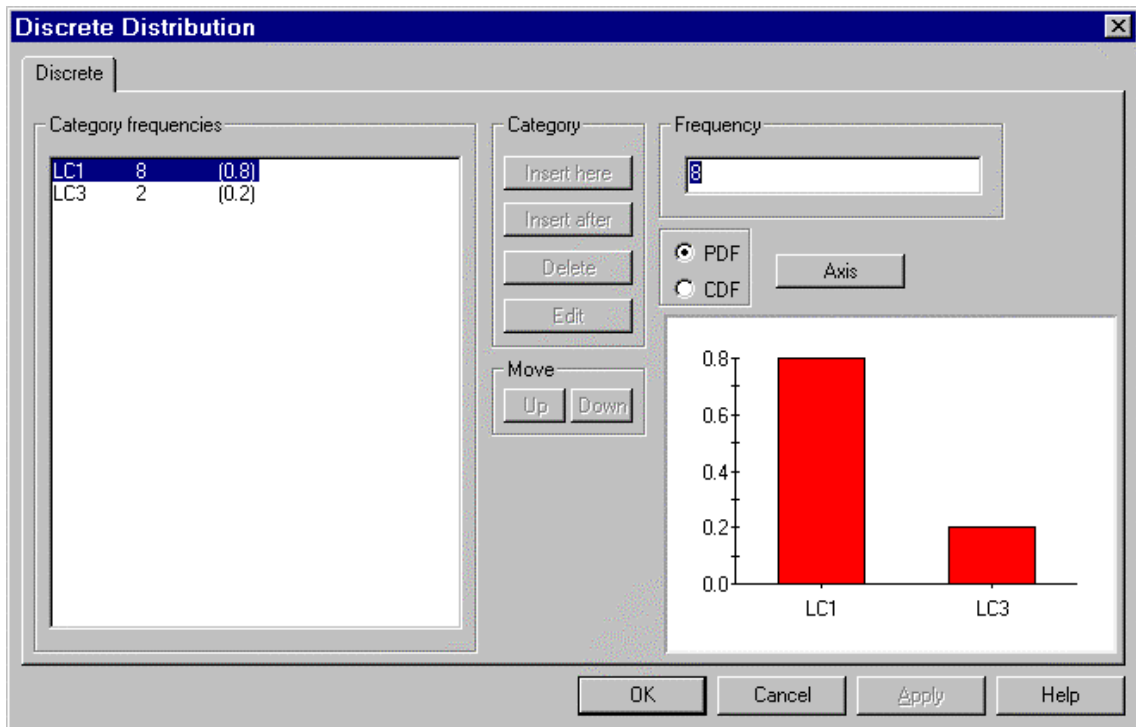 Discrete Distribution
Discrete
Category frequencies
LC1 8 (0.8)
LC3 2 (0.2)
Category
Insert here
Insert after
Delete
Edit
Move
Up Down
Frequency
8
PDF
CDF
Axis
0.8
0.6
0.4
0.2
0.0
LC1 LC3
OK Cancel Apply Help